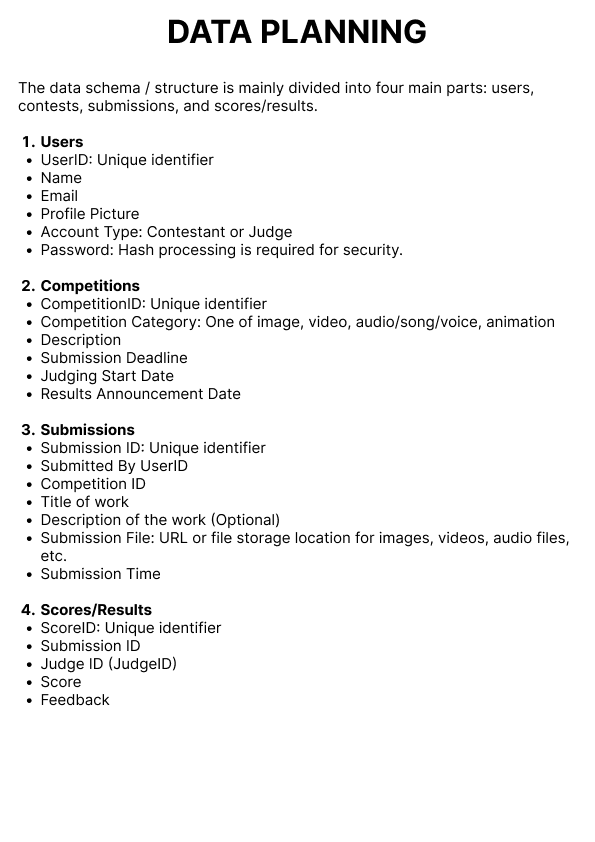 DATA PLANNING
The data schema / structure is mainly divided into four main parts: users,
contests, submissions, and scores/results.
1. Users
• UserID: Unique identifier
• Name
• Email
• Profile Picture
• Account Type: Contestant or Judge
• Password: Hash processing is required for security.
2. Competitions
• CompetitionID: Unique identifier
• Competition Category: One of image, video, audio/song/voice, animation
• Description
• Submission Deadline
• Judging Start Date
• Results Announcement Date
3. Submissions
• Submission ID: Unique identifier
• Submitted By UserID
• Competition ID
• Title of work
• Description of the work (Optional)
• Submission File: URL or file storage location for images, videos, audio files,
etc.
• Submission Time
4. Scores/Results
• ScoreID: Unique identifier
• Submission ID
• Judge ID (JudgeID)
• Score
• Feedback